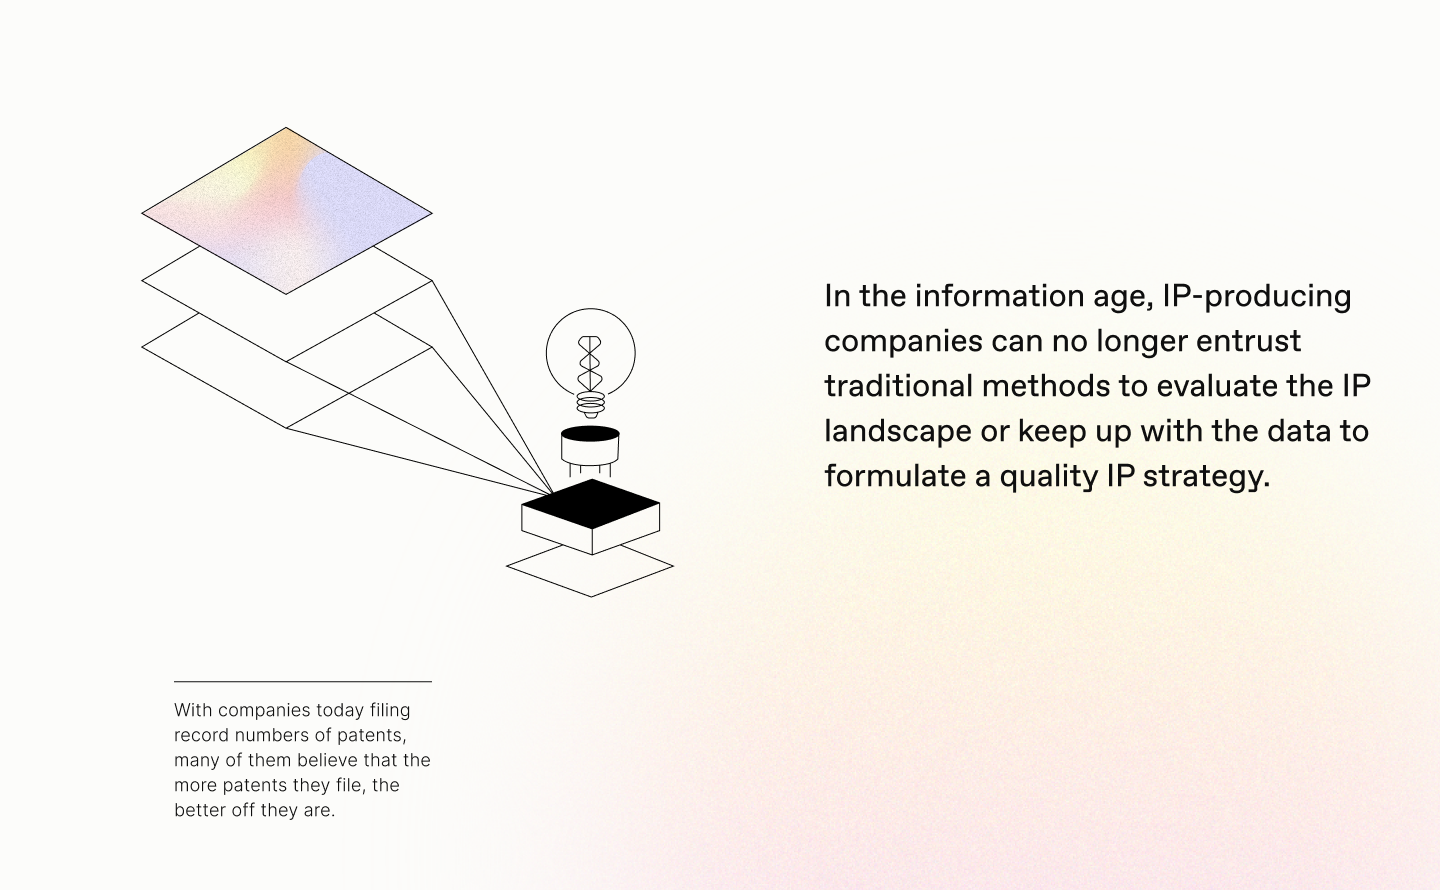 In the information age, IP-producing
companies can no longer entrust
traditional methods to evaluate the IP
landscape or keep up with the data to
formulate a quality IP strategy.
With companies today filing
record numbers of patents,
many of them believe that the
more patents they file, the
better off they are.